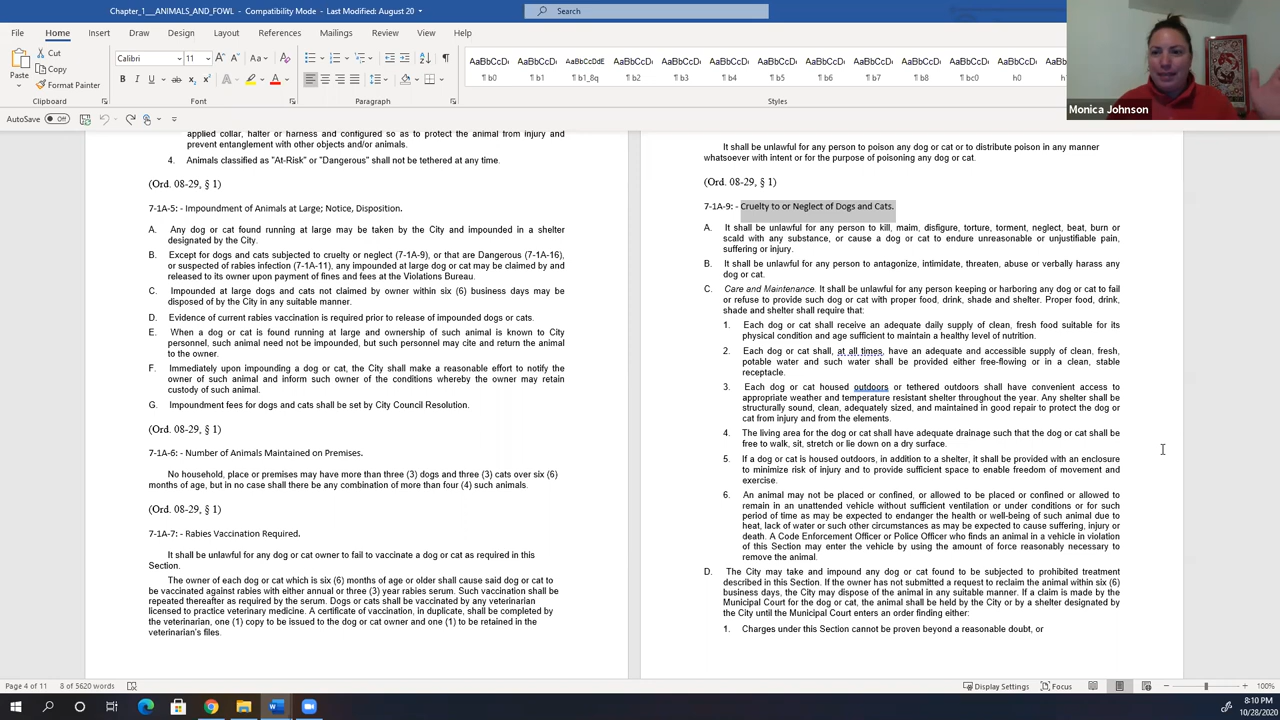 Chapter_1___ANIMALS_AND_FOWL - Compatibility Mode - Last Modified: August 20
Search
File Home Insert Draw Design Layout References Mailings Review View Help
Paste
Cut
Copy
Format Painter
Clipboard
Calibri 11
Font
Paragraph
AaBbCcDc AaBbCcDc AaBbCcDdE AaBbCcDc AaBbCcDc AaBbCcDc AaBbCcDc AaBbCcDc AaBbCcDc AaBbCcDc AaBbCcDc
¶ b0 ¶ b1 ¶ b1_8q ¶ b2 ¶ b3 ¶ b4 ¶ b5 ¶ b6 ¶ b7 ¶ b8 ¶ bc0 h0 h1
Styles
Monica Johnson
AutoSave Off
applied collar, halter or harness and configured so as to protect the animal from injury and
prevent entanglement with other objects and/or animals.
4. Animals classified as "At-Risk" or "Dangerous" shall not be tethered at any time.
(Ord. 08-29, § 1)
7-1A-5: - Impoundment of Animals at Large; Notice, Disposition.
A. Any dog or cat found running at large may be taken by the City and impounded in a shelter
designated by the City.
B. Except for dogs and cats subjected to cruelty or neglect (7-1A-9), or that are Dangerous (7-1A-16),
or suspected of rabies infection (7-1A-11), any impounded at large dog or cat may be claimed by and
released to its owner upon payment of fines and fees at the Violations Bureau.
C. Impounded at large dogs and cats not claimed by owner within six (6) business days may be
disposed of by the City in any suitable manner.
D. Evidence of current rabies vaccination is required prior to release of impounded dogs or cats.
E. When a dog or cat is found running at large and ownership of such animal is known to City
personnel, such animal need not be impounded, but such personnel may cite and return the animal
to the owner.
F. Immediately upon impounding a dog or cat, the City shall make a reasonable effort to notify the
owner of such animal and inform such owner of the conditions whereby the owner may retain
custody of such animal.
G. Impoundment fees for dogs and cats shall be set by City Council Resolution.
(Ord. 08-29, § 1)
7-1A-6: - Number of Animals Maintained on Premises.
No household, place or premises may have more than three (3) dogs and three (3) cats over six (6)
months of age, but in no case shall there be any combination of more than four (4) such animals.
(Ord. 08-29, § 1)
7-1A-7: - Rabies Vaccination Required.
It shall be unlawful for any dog or cat owner to fail to vaccinate a dog or cat as required in this
Section.
The owner of each dog or cat which is six (6) months of age or older shall cause said dog or cat to
be vaccinated against rabies with either annual or three (3) year rabies serum. Such vaccination shall be
repeated thereafter as required by the serum. Dogs or cats shall be vaccinated by any veterinarian
licensed to practice veterinary medicine. A certificate of vaccination, in duplicate, shall be completed by
the veterinarian, one (1) copy to be issued to the dog or cat owner and one (1) to be retained in the
veterinarian's files.
It shall be unlawful for any person to poison any dog or cat or to distribute poison in any manner
whatsoever with intent or for the purpose of poisoning any dog or cat.
(Ord. 08-29, § 1)
7-1A-9: - Cruelty to or Neglect of Dogs and Cats.
A. It shall be unlawful for any person to kill, maim, disfigure, torture, torment, neglect, beat, burn or
scald with any substance, or cause a dog or cat to endure unreasonable or unjustifiable pain,
suffering or injury.
B. It shall be unlawful for any person to antagonize, intimidate, threaten, abuse or verbally harass any
dog or cat.
C. Care and Maintenance. It shall be unlawful for any person keeping or harboring any dog or cat to fail
or refuse to provide such dog or cat with proper food, drink, shade and shelter. Proper food, drink,
shade and shelter shall require that:
1. Each dog or cat shall receive an adequate daily supply of clean, fresh food suitable for its
physical condition and age sufficient to maintain a healthy level of nutrition.
2. Each dog or cat shall, at all times, have an adequate and accessible supply of clean, fresh,
potable water and such water shall be provided either free-flowing or in a clean, stable
receptacle.
3. Each dog or cat housed outdoors or tethered outdoors shall have convenient access to
appropriate weather and temperature resistant shelter throughout the year. Any shelter shall be
structurally sound, clean, adequately sized, and maintained in good repair to protect the dog or
cat from injury and from the elements.
4. The living area for the dog or cat shall have adequate drainage such that the dog or cat shall be
free to walk, sit, stretch or lie down on a dry surface.
5. If a dog or cat is housed outdoors, in addition to a shelter, it shall be provided with an enclosure
to minimize risk of injury and to provide sufficient space to enable freedom of movement and
exercise.
6. An animal may not be placed or confined, or allowed to be placed or confined or allowed to
remain in an unattended vehicle without sufficient ventilation or under conditions or for such
period of time as may be expected to endanger the health or well-being of such animal due to
heat, lack of water or such other circumstances as may be expected to cause suffering, injury or
death. A Code Enforcement Officer or Police Officer who finds an animal in a vehicle in violation
of this Section may enter the vehicle by using the amount of force reasonably necessary to
remove the animal.
D. The City may take and impound any dog or cat found to be subjected to prohibited treatment
described in this Section. If the owner has not submitted a request to reclaim the animal within six (6)
business days, the City may dispose of the animal in any suitable manner. If a claim is made by the
Municipal Court for the dog or cat, the animal shall be held by the City or by a shelter designated by
the City until the Municipal Court enters an order finding either:
1. Charges under this Section cannot be proven beyond a reasonable doubt, or
Page 4 of 11 8 of 5620 words
Display Settings Focus 100%
8:10 PM
10/28/2020